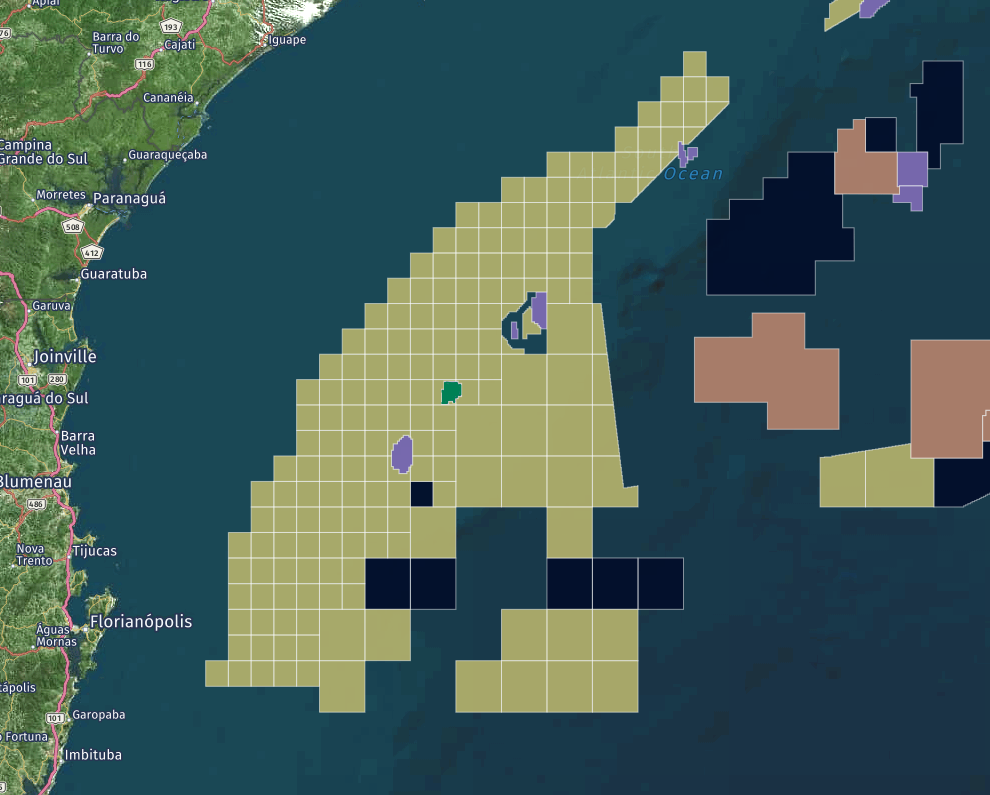 Apiaí
193
76
Barra do
Turvo
Cajati
Iguape
116
Cananéia
Campina
Grande do Sul
Guaraqueçaba
Morretes
Paranaguá
508
412
Guaratuba
Ocean
Garuva
Joinville
101
280
araguá do Sul
Barra
Velha
Blumenau
486
Nova
Trento
Tijucas
Florianópolis
Águas
Mornas
tápolis
101
Garopaba
o Fortuna
Imbituba